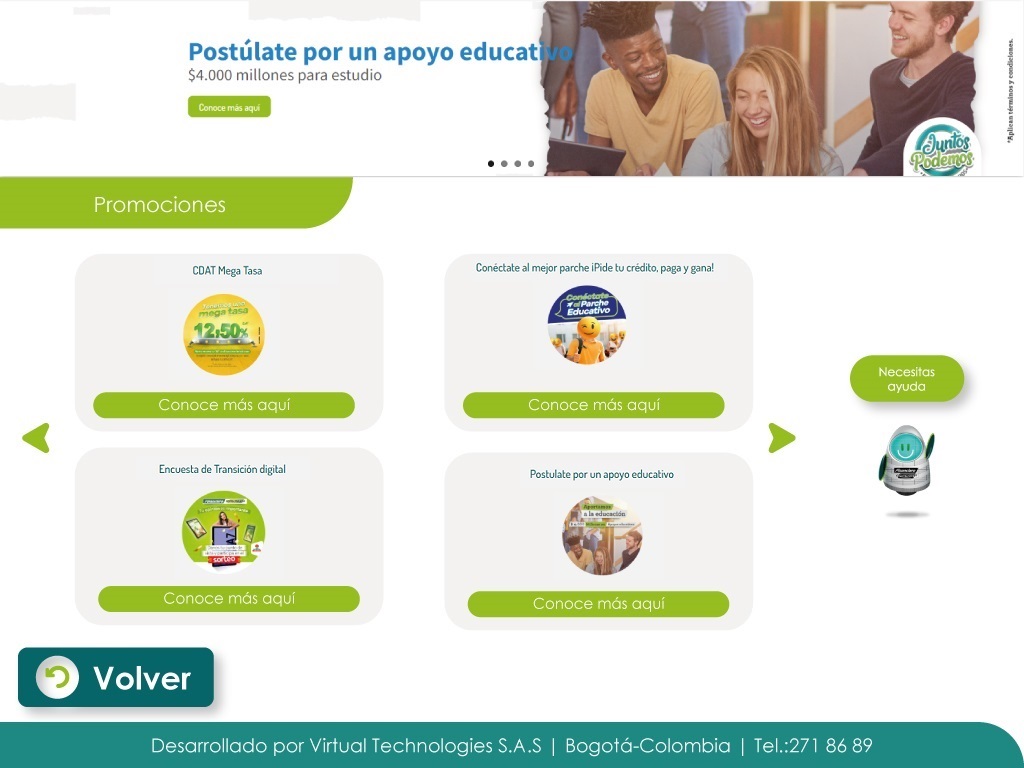 Postúlate por un apoyo educativo
$4.000 millones para estudio
Conoce más aquí
*Aplican términos y condiciones.
Juntos
Podemos
Promociones
CDAT Mega Tasa
mega tasa
12.50%
Conoce más aquí
Conéctate al mejor parche ¡Pide tu crédito, paga y gana!
Conéctate
al Parche
Educativo
Conoce más aquí
Necesitas
ayuda
Encuesta de Transición digital
sorteo
Conoce más aquí
Postulate por un apoyo educativo
Aportamos
a la educación
Conoce más aquí
Volver
Desarrollado por Virtual Technologies S.A.S | Bogotá-Colombia | Tel.:271 86 89